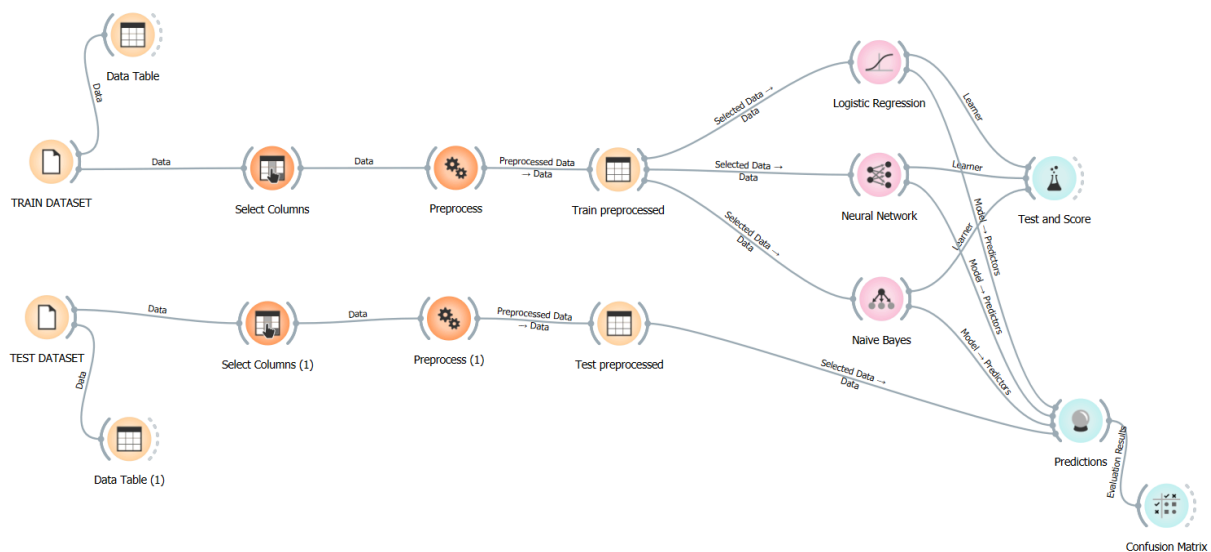 Data Table
Data
TRAIN DATASET
Data
Select Columns
Data
Preprocess
Preprocessed Data
→ Data
Train preprocessed
Selected Data →
Data
Logistic Regression
Learner
Selected Data →
Data
Neural Network
Learner
Test and Score
Selected Data →
Data
Naive Bayes
Learner
Model → Predictors
Model → Predictors
Model → Predictors
TEST DATASET
Data
Select Columns (1)
Data
Preprocess (1)
Preprocessed Data
→ Data
Test preprocessed
Selected Data →
Data
Data
Data Table (1)
Predictions
Evaluation Results
Confusion Matrix